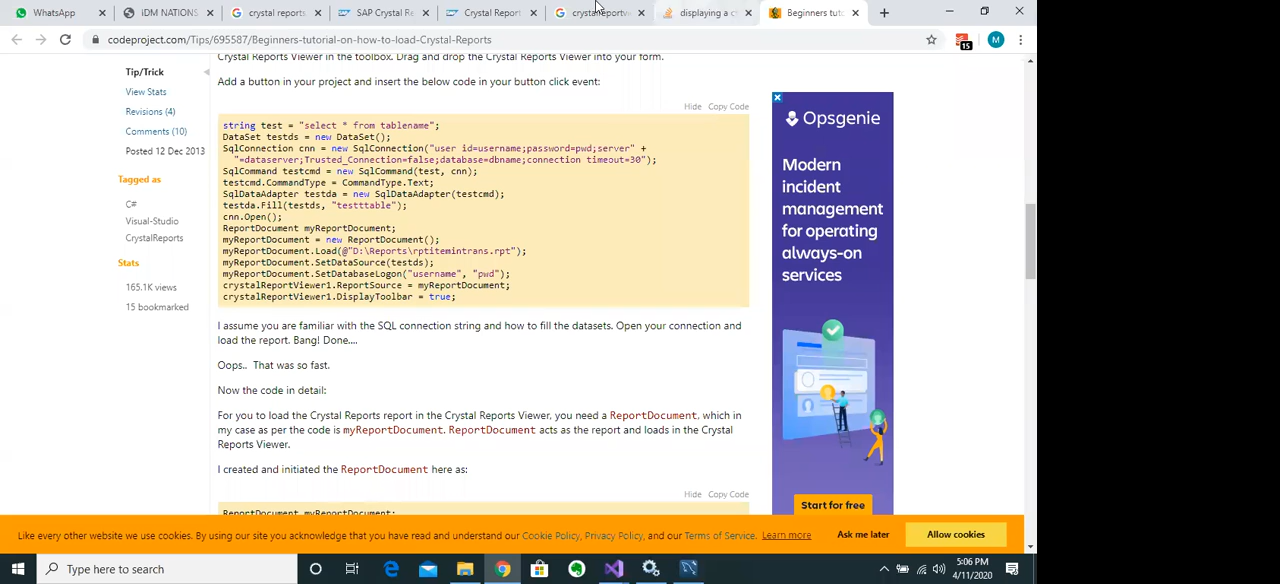 WhatsApp
iDM NATIONS
crystal reports
SAP Crystal Re
Crystal Report
crystalreportvi
displaying a c
Beginners tuto
codeproject.com/Tips/695587/Beginners-tutorial-on-how-to-load-Crystal-Reports
15
M
Crystal Reports Viewer in the toolbox. Drag and drop the Crystal Reports Viewer into your form.
Tip/Trick
View Stats
Revisions (4)
Comments (10)
Posted 12 Dec 2013
Tagged as
C#
Visual-Studio
CrystalReports
Stats
165.1K views
15 bookmarked
Add a button in your project and insert the below code in your button click event:
Hide Copy Code
string test = "select * from tablename";
DataSet testds = new DataSet();
SqlConnection cnn = new SqlConnection("user id=username;password=pwd;server" +
"=dataserver;Trusted_Connection=false;database=dbname;connection timeout=30");
SqlCommand testcmd = new SqlCommand(test, cnn);
testcmd.CommandType = CommandType.Text;
SqlDataAdapter testda = new SqlDataAdapter(testcmd);
testda.Fill(testds, "testttable");
cnn.Open();
ReportDocument myReportDocument;
myReportDocument = new ReportDocument();
myReportDocument.Load(@"D:\Reports\rptitemintrans.rpt");
myReportDocument.SetDataSource(testds);
myReportDocument.SetDatabaseLogon("username", "pwd");
crystalReportViewer1.ReportSource = myReportDocument;
crystalReportViewer1.DisplayToolbar = true;
I assume you are familiar with the SQL connection string and how to fill the datasets. Open your connection and
load the report. Bang! Done....
Oops.. That was so fast.
Now the code in detail:
For you to load the Crystal Reports report in the Crystal Reports Viewer, you need a ReportDocument, which in
my case as per the code is myReportDocument. ReportDocument acts as the report and loads in the Crystal
Reports Viewer.
I created and initiated the ReportDocument here as:
Hide Copy Code
ReportDocument myReportDocument;
Opsgenie
Modern
incident
management
for operating
always-on
services
Start for free
Like every other website we use cookies. By using our site you acknowledge that you have read and understand our Cookie Policy, Privacy Policy, and our Terms of Service. Learn more
Ask me later
Allow cookies
Type here to search
5:06 PM
4/11/2020